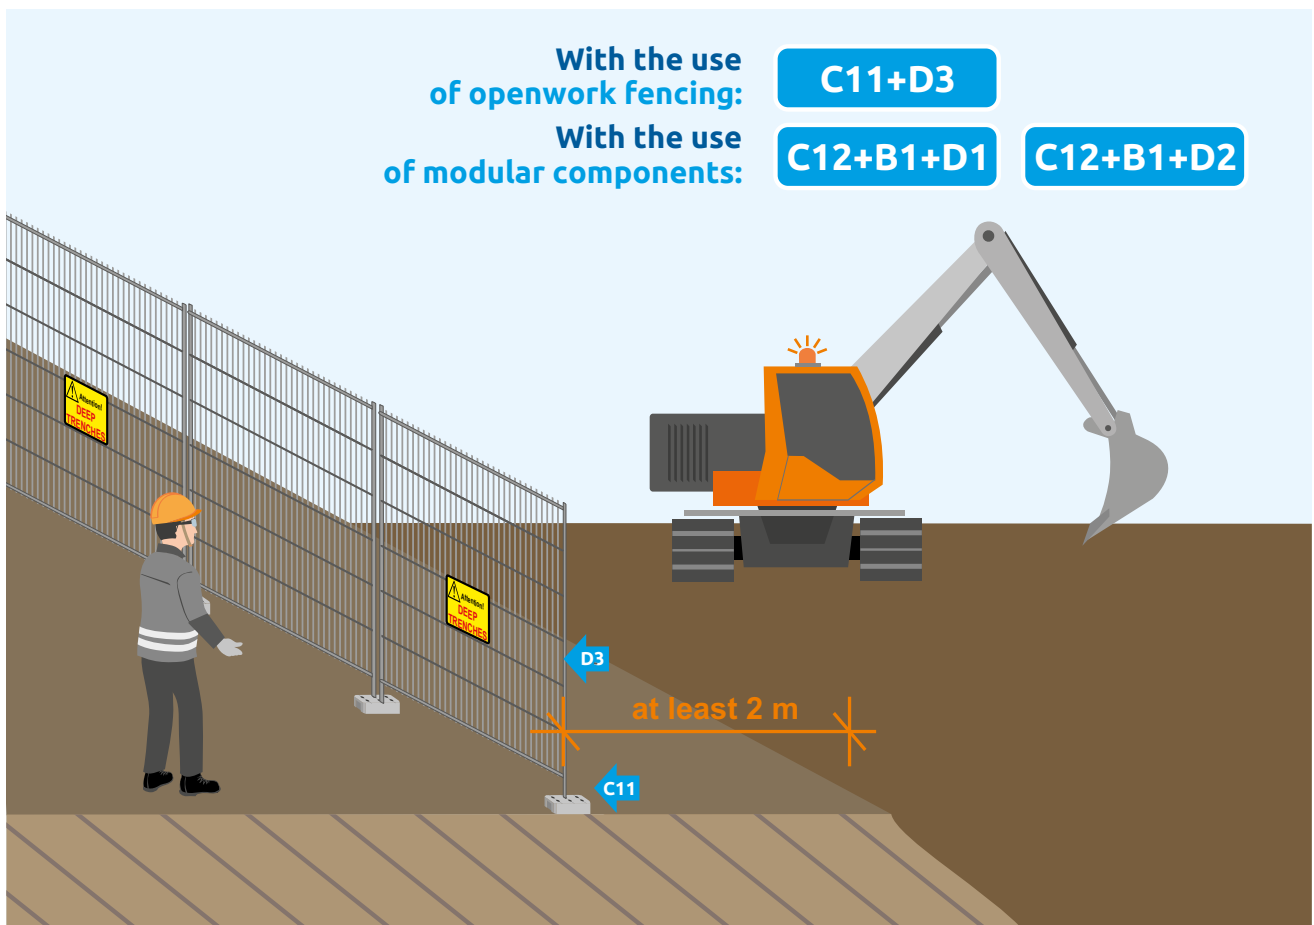 With the use
of openwork fencing:
C11+D3
With the use
of modular components:
C12+B1+D1
C12+B1+D2
Attention!
DEEP
TRENCHES
Attention!
DEEP
TRENCHES
D3
at least 2 m
C11